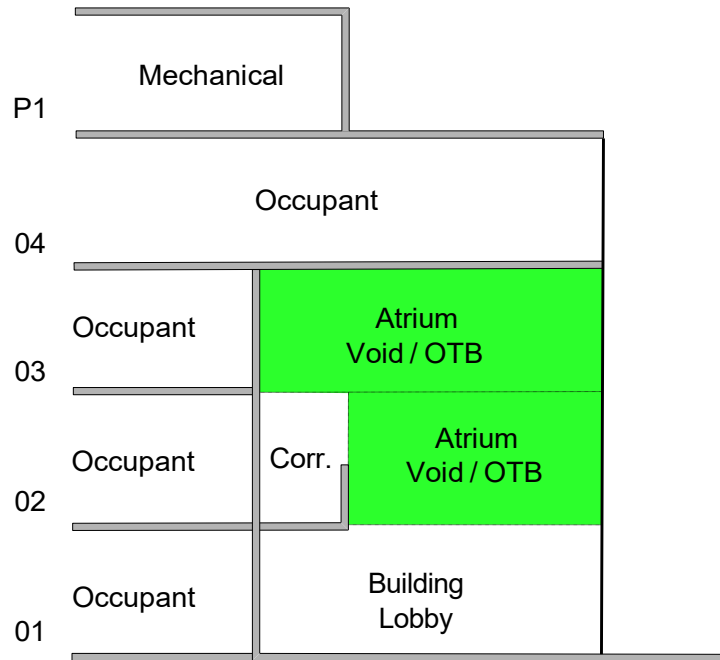 Mechanical
P1
Occupant
04
Occupant
Atrium
Void / OTB
03
Occupant
Corr.
Atrium
Void / OTB
02
Occupant
Building
Lobby
01